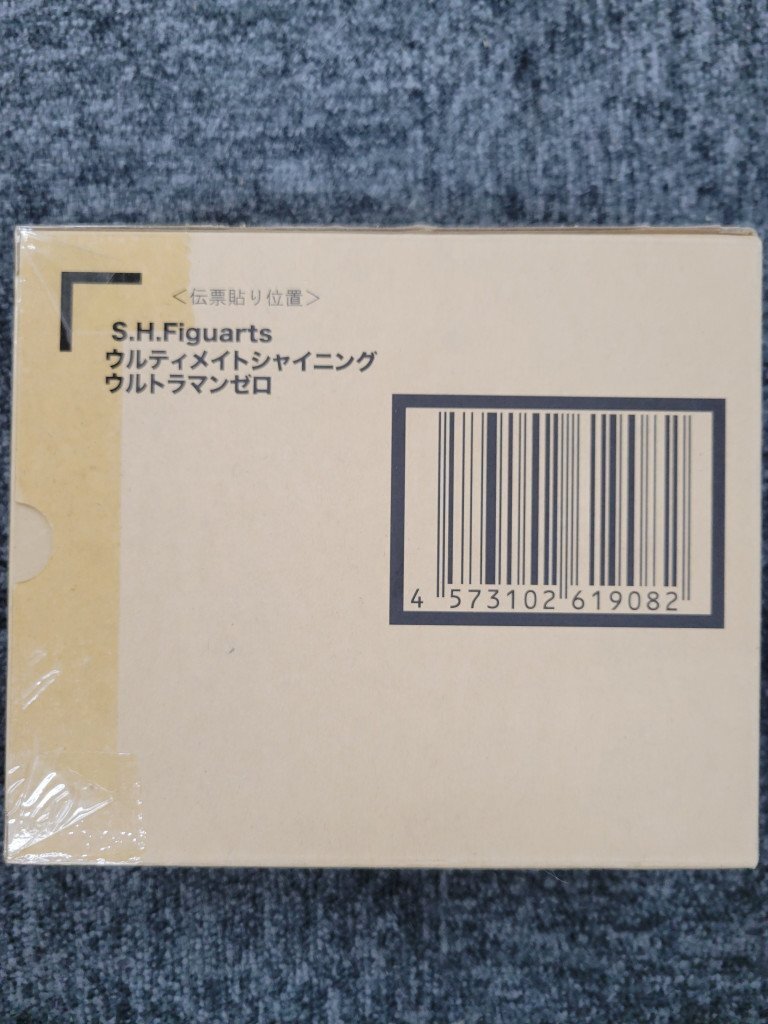 ＜伝票貼り位置＞
S.H.Figuarts
ウルティメイトシャイニング
ウルトラマンゼロ
4 573102 619082